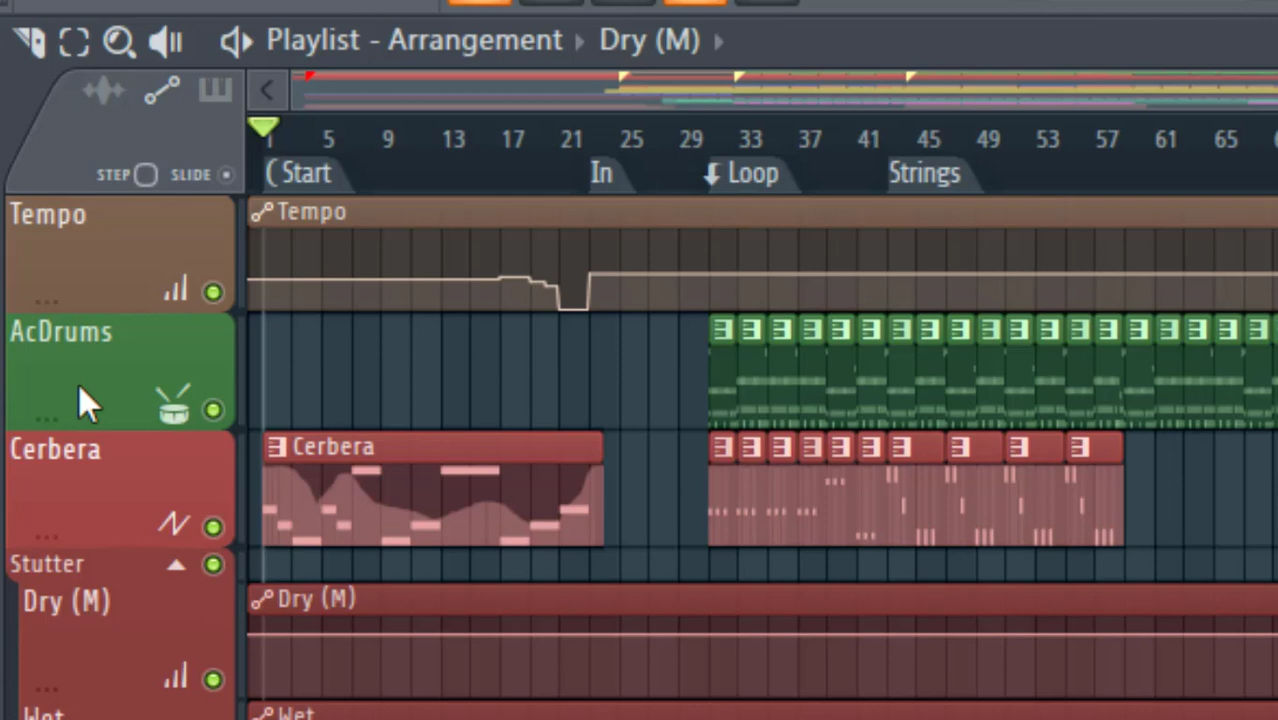 Playlist - Arrangement ▸ Dry (M) ▸
1 5 9 13 17 21 25 29 33 37 41 45 49 53 57 61 65
STEP SLIDE
Start In Loop Strings
Tempo
Tempo
AcDrums
Cerbera
Cerbera
Stutter
Dry (M)
Dry (M)
Wet
Wet